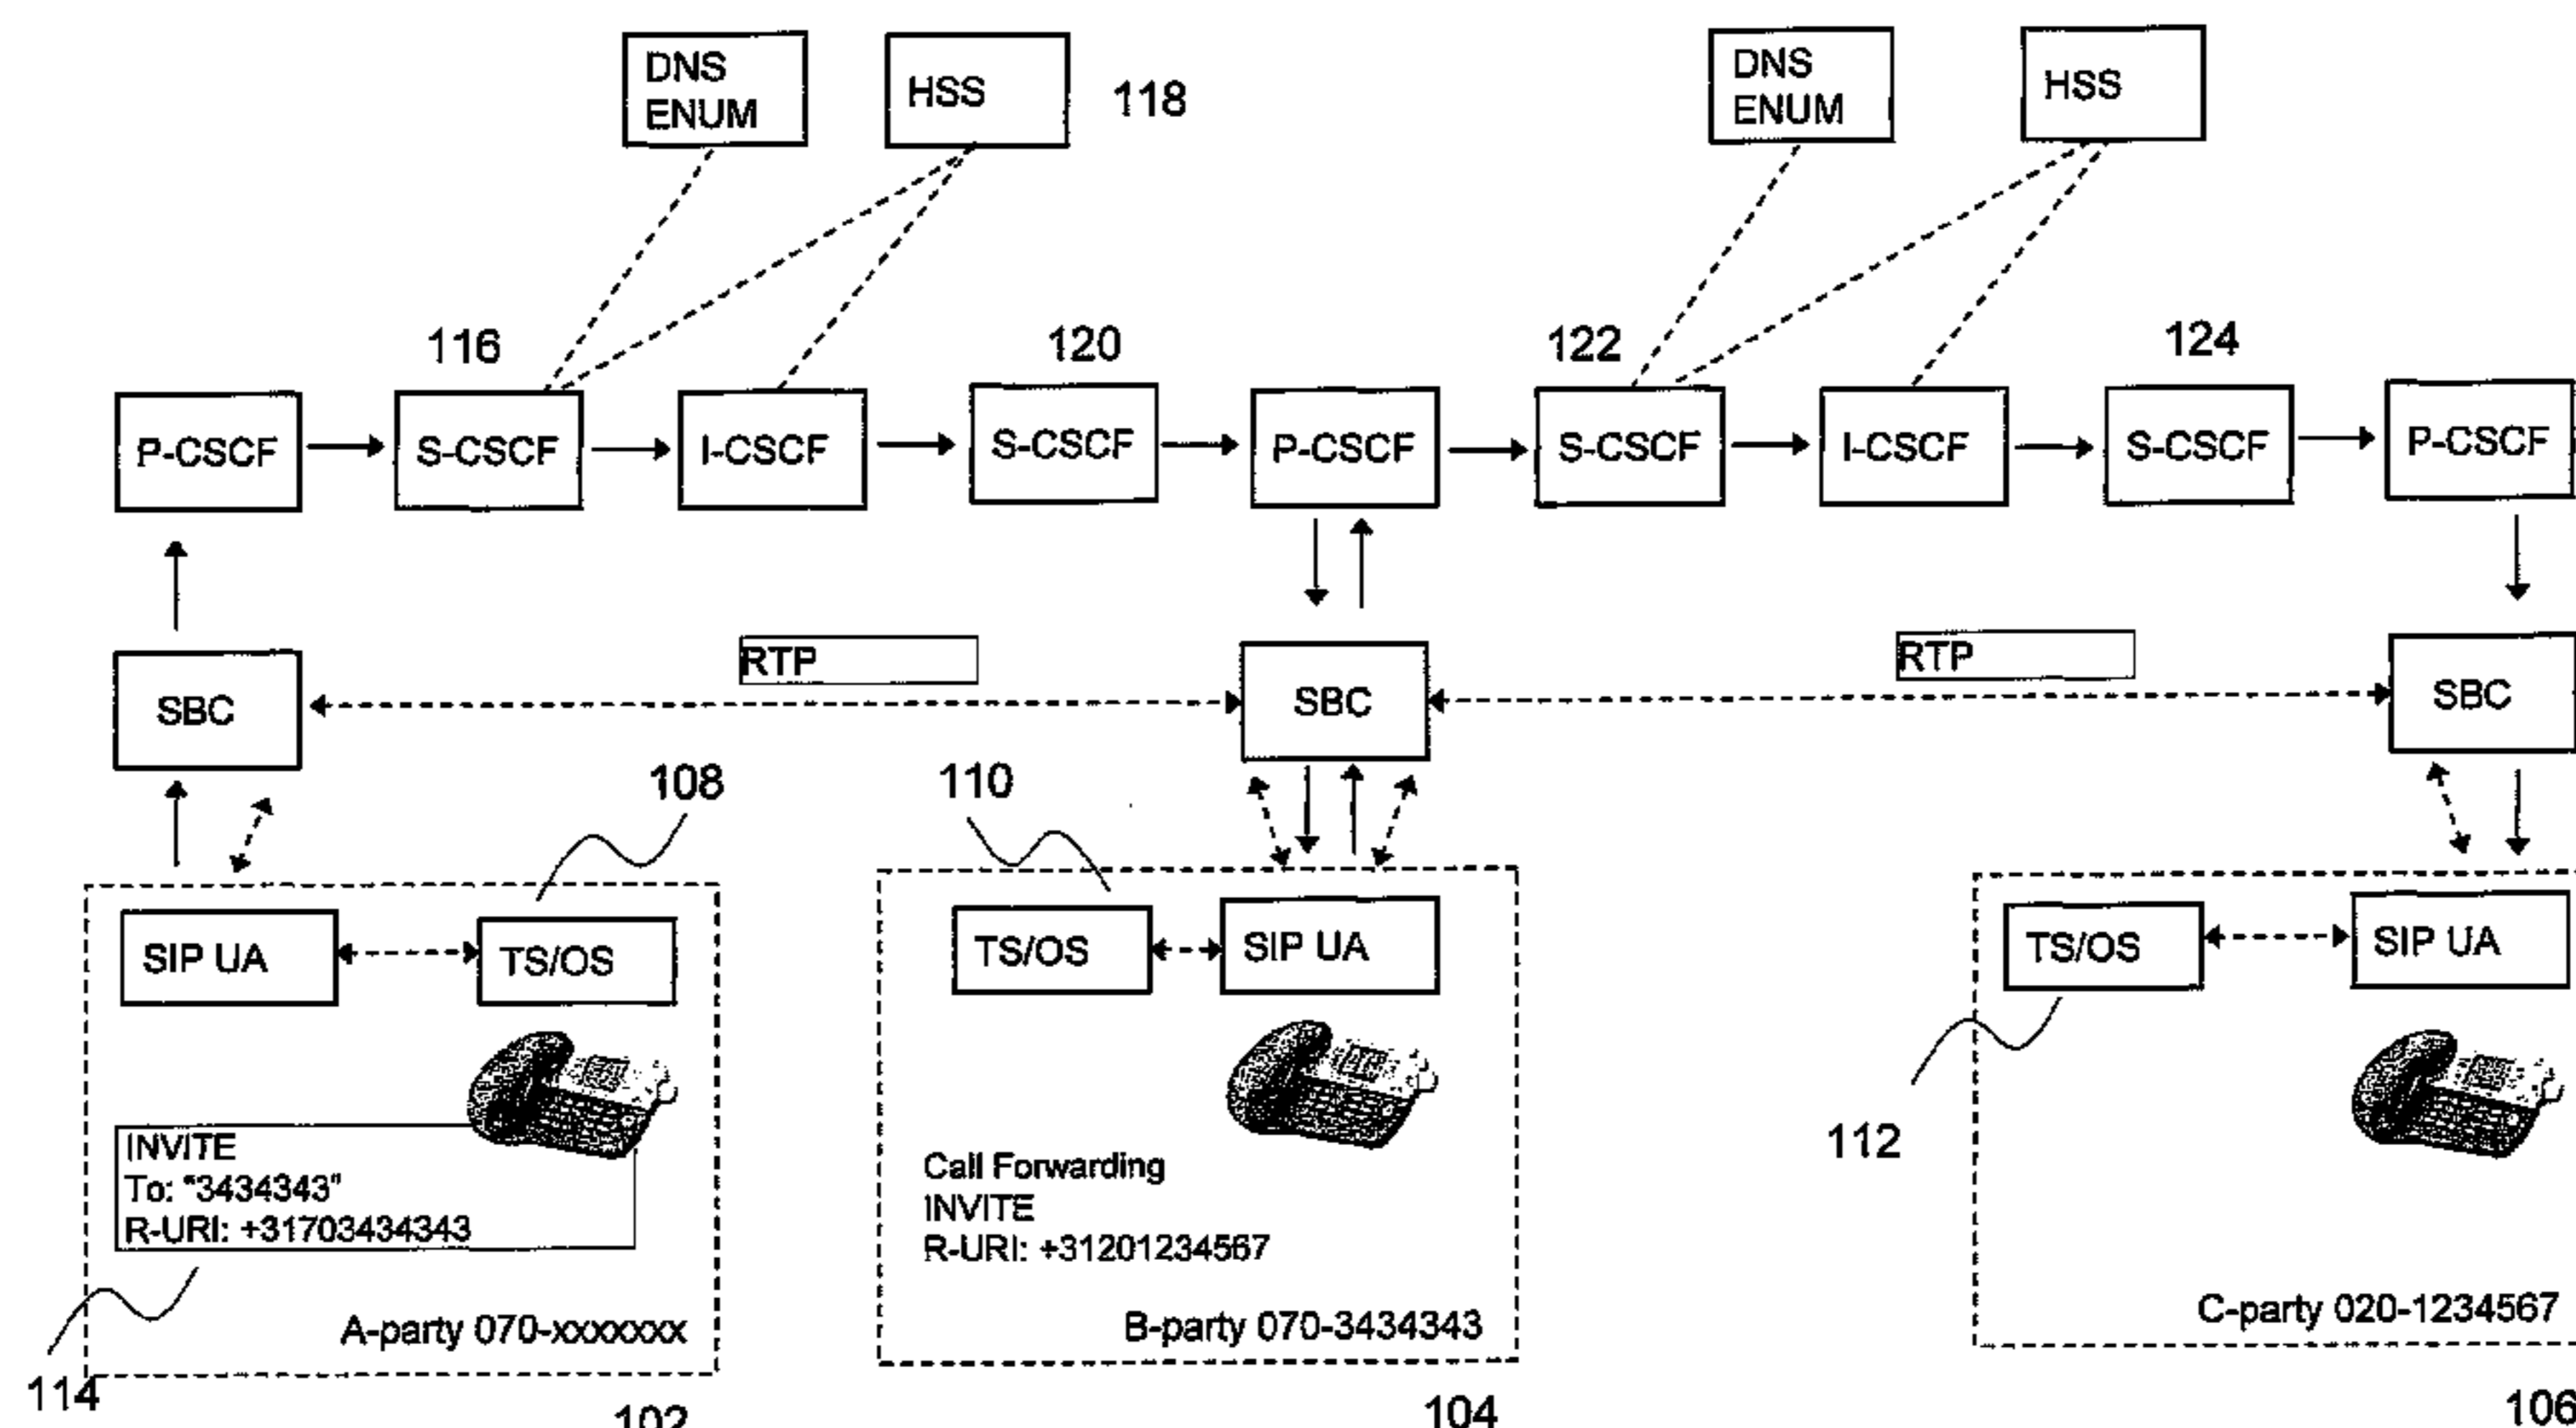 DNS
ENUM
HSS
118
DNS
ENUM
HSS
116
120
122
124
P-CSCF
S-CSCF
I-CSCF
S-CSCF
P-CSCF
S-CSCF
I-CSCF
S-CSCF
P-CSCF
RTP
RTP
SBC
SBC
SBC
108
110
SIP UA
TS/OS
TS/OS
SIP UA
TS/OS
SIP UA
112
INVITE
To: "3434343"
R-URI: +31703434343
Call Forwarding
INVITE
R-URI: +31201234567
A-party 070-xxxxxxx
B-party 070-3434343
C-party 020-1234567
114
102
104
106